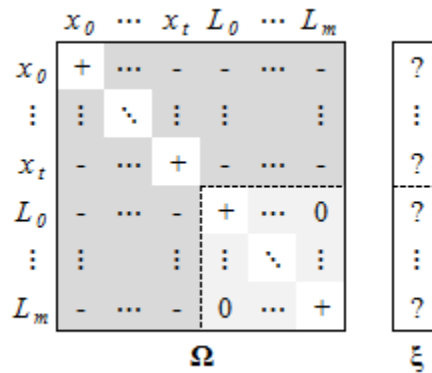 x₀ ⋯ xₜ L₀ ⋯ Lₘ
x₀ + ⋯ - - ⋯ - ?
⋮ ⋮ ⋱ ⋮ ⋮ ⋮ ⋮
xₜ - ⋯ + - ⋯ - ?
L₀ - ⋯ - + ⋯ 0 ?
⋮ ⋮ ⋮ ⋮ ⋱ ⋮ ⋮
Lₘ - ⋯ - 0 ⋯ + ?
Ω ξ